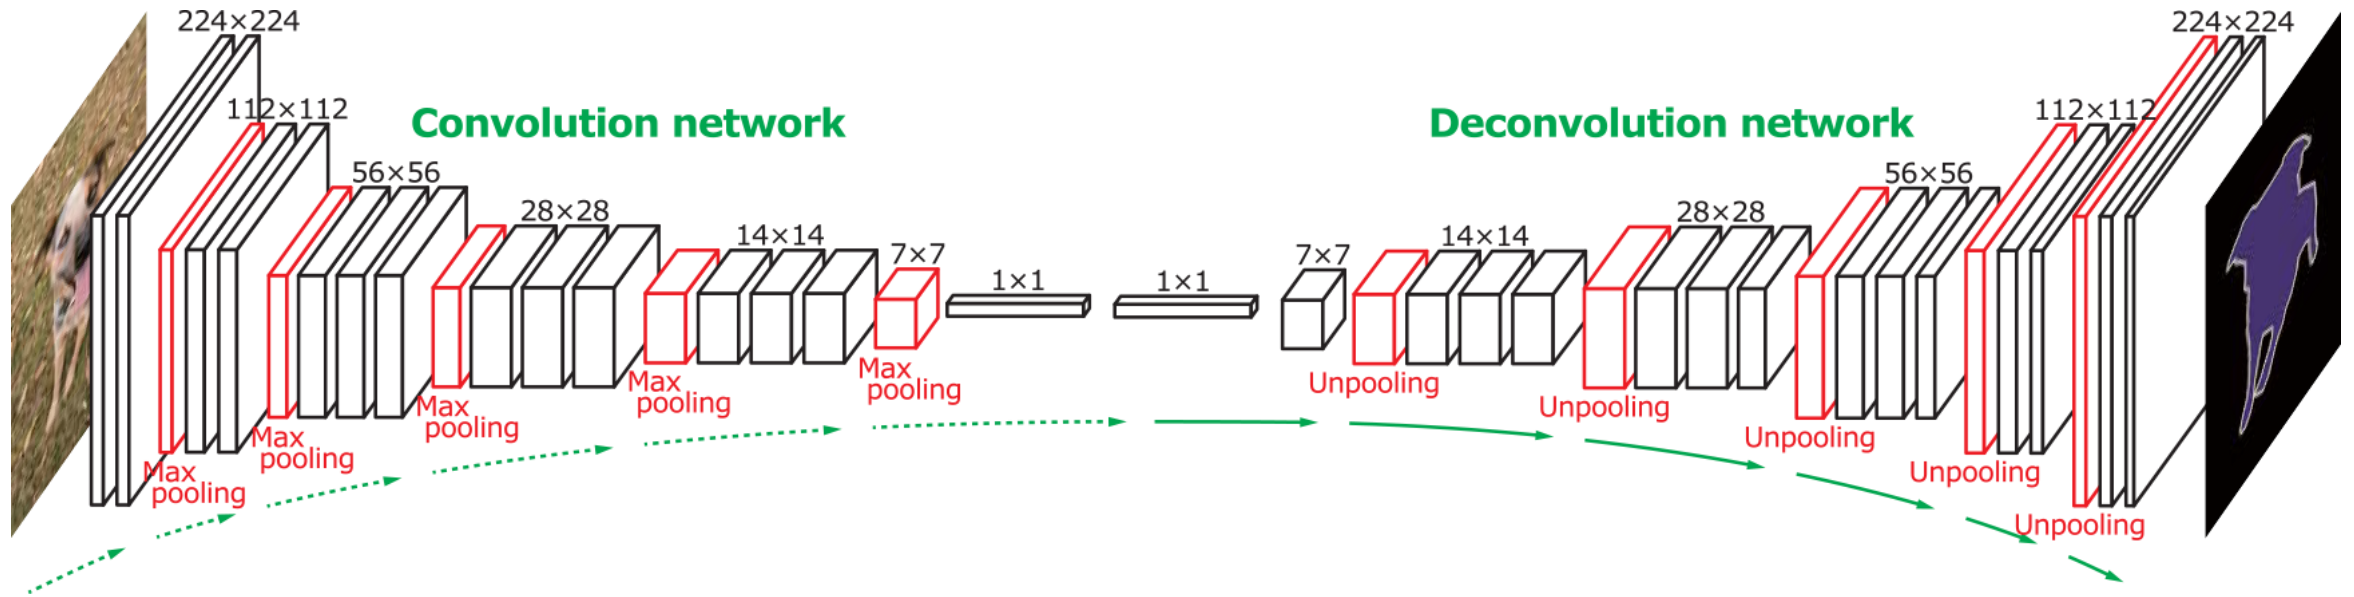 224×224
112×112
Convolution network
56×56
28×28
14×14
7×7
1×1
1×1
7×7
14×14
28×28
56×56
Deconvolution network
112×112
224×224
Max
pooling
Max
pooling
Max
pooling
Max
pooling
Max
pooling
Unpooling
Unpooling
Unpooling
Unpooling
Unpooling